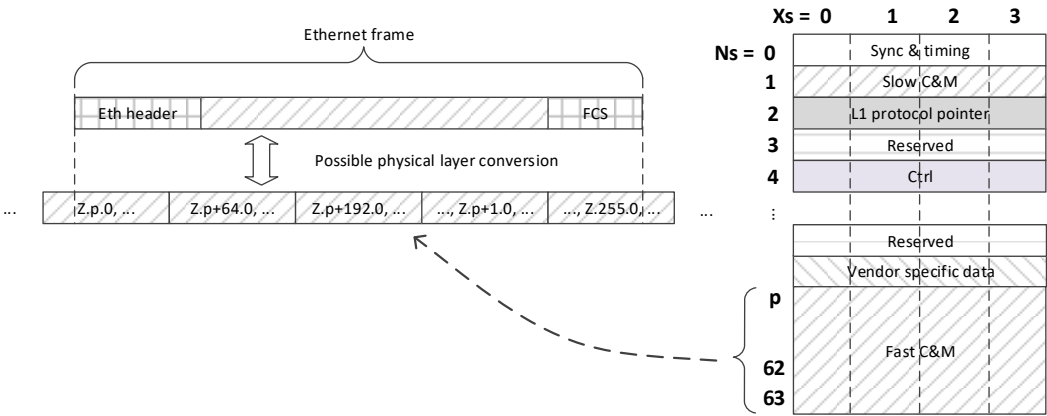 Xs = 0 1 2 3
Ethernet frame
Ns = 0 Sync & timing
1 Slow C&M
Eth header FCS
2 L1 protocol pointer
3 Reserved
Possible physical layer conversion
4 Ctrl
... Z.p.0, ... Z.p+64.0, ... Z.p+192.0, ... ..., Z.p+1.0, ... ..., Z.255.0, ... ... ...
Reserved
Vendor specific data
p
Fast C&M
62
63